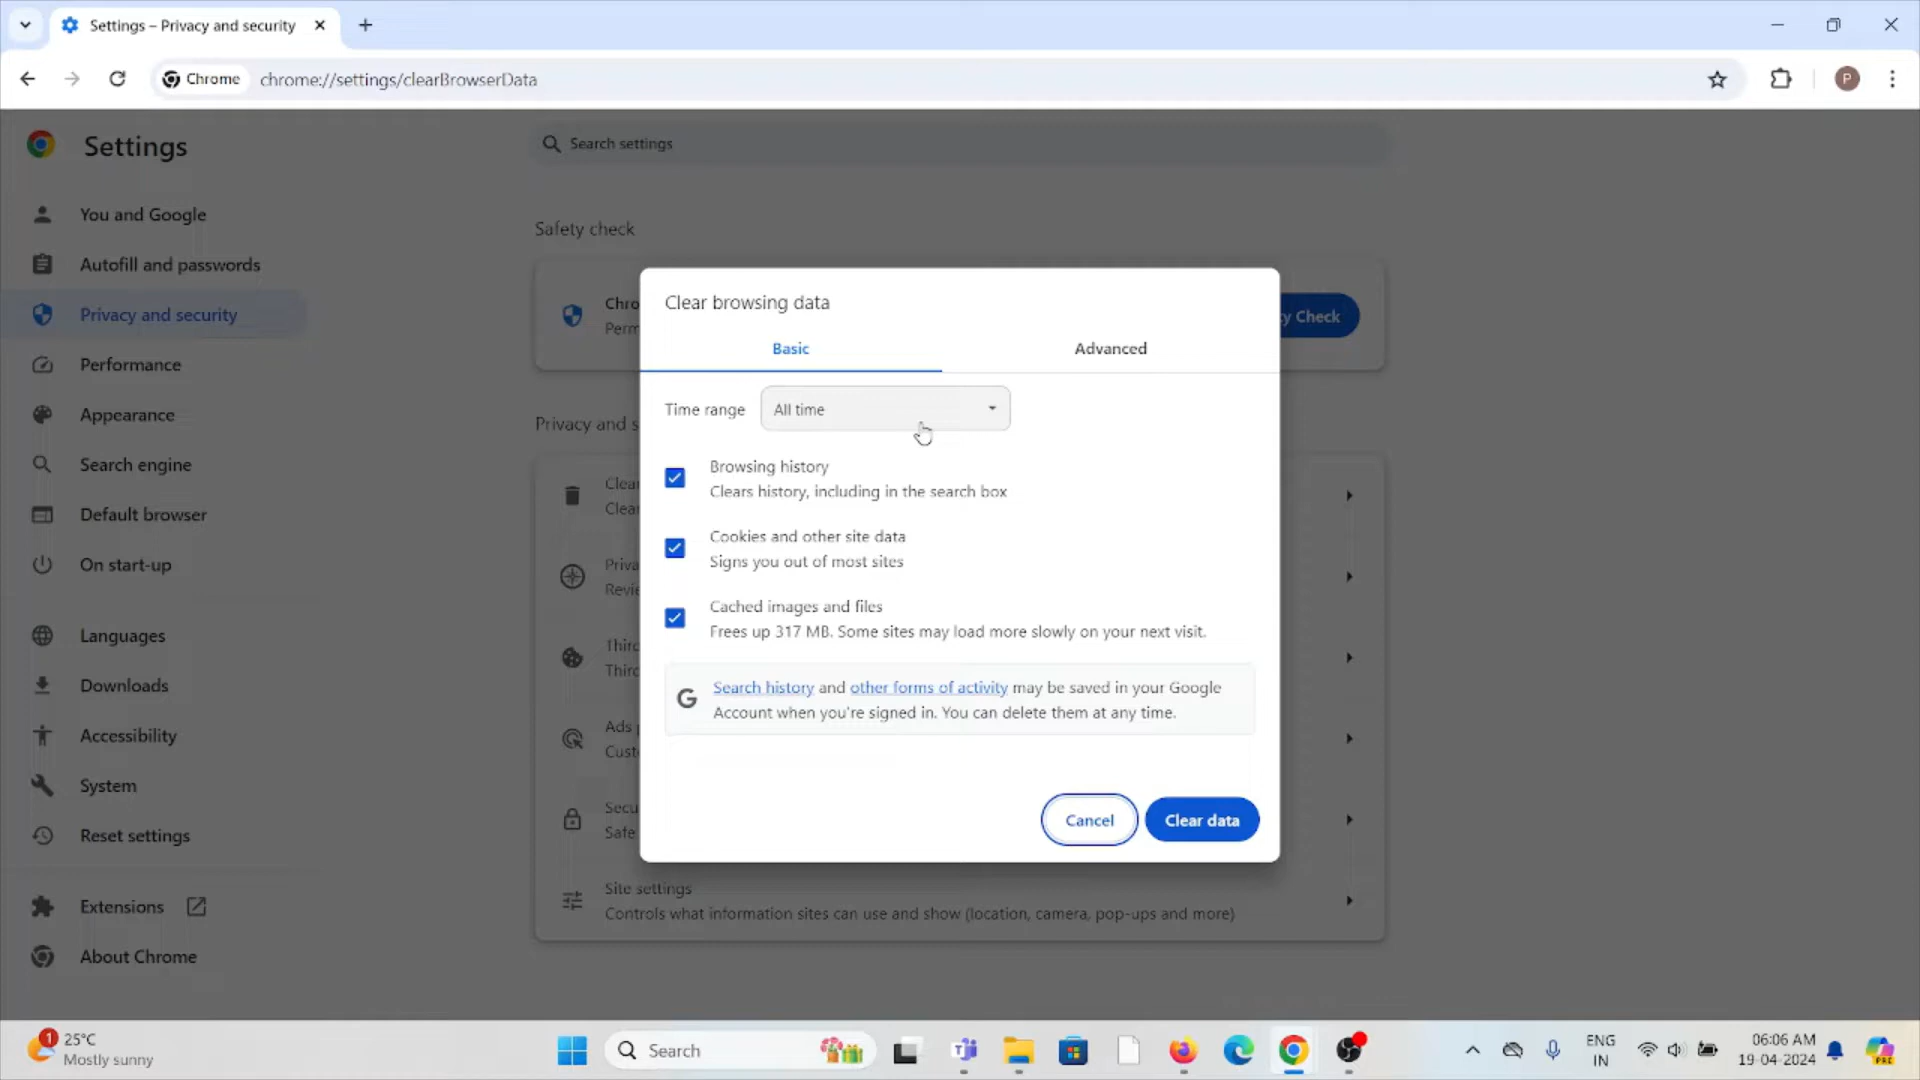 Settings – Privacy and security
Chrome
chrome://settings/clearBrowserData
P
Settings
Search settings
You and Google
Autofill and passwords
Privacy and security
Performance
Appearance
Search engine
Default browser
On start-up
Languages
Downloads
Accessibility
System
Reset settings
Extensions
About Chrome
Safety check
Chro
Perm
y Check
Privacy and s
Clear
Clear
Priva
Revie
Third
Third
Ads p
Custo
Secu
Safe
Site settings
Controls what information sites can use and show (location, camera, pop-ups and more)
Clear browsing data
Basic
Advanced
Time range
All time
Browsing history
Clears history, including in the search box
Cookies and other site data
Signs you out of most sites
Cached images and files
Frees up 317 MB. Some sites may load more slowly on your next visit.
G
Search history and other forms of activity may be saved in your Google
Account when you're signed in. You can delete them at any time.
Cancel
Clear data
1
25°C
Mostly sunny
Search
ENG
IN
06:06 AM
19-04-2024
PRE